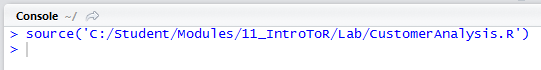 Console ~/
> source('C:/Student/Modules/11_IntroToR/Lab/CustomerAnalysis.R')
>